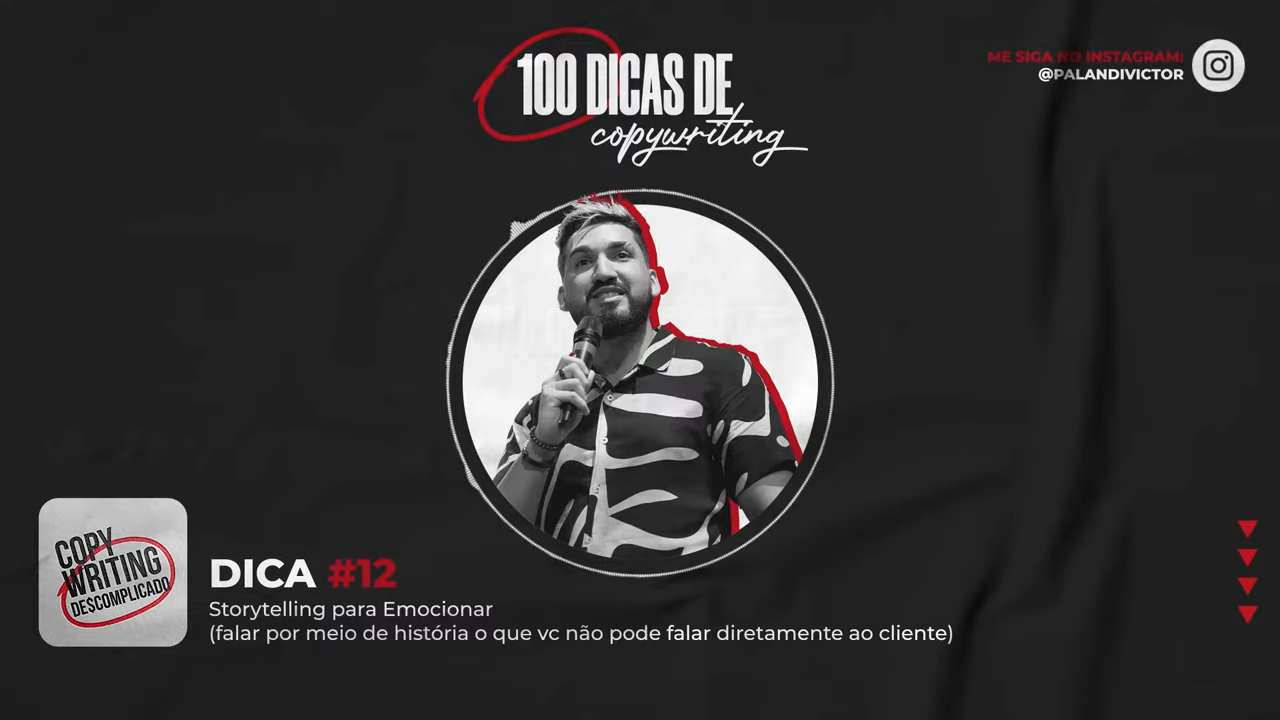 100 DICAS DE
copywriting
ME SIGA NO INSTAGRAM:
@PALANDIVICTOR
COPY
WRITING
DESCOMPLICADO
DICA #12
Storytelling para Emocionar
(falar por meio de história o que vc não pode falar diretamente ao cliente)